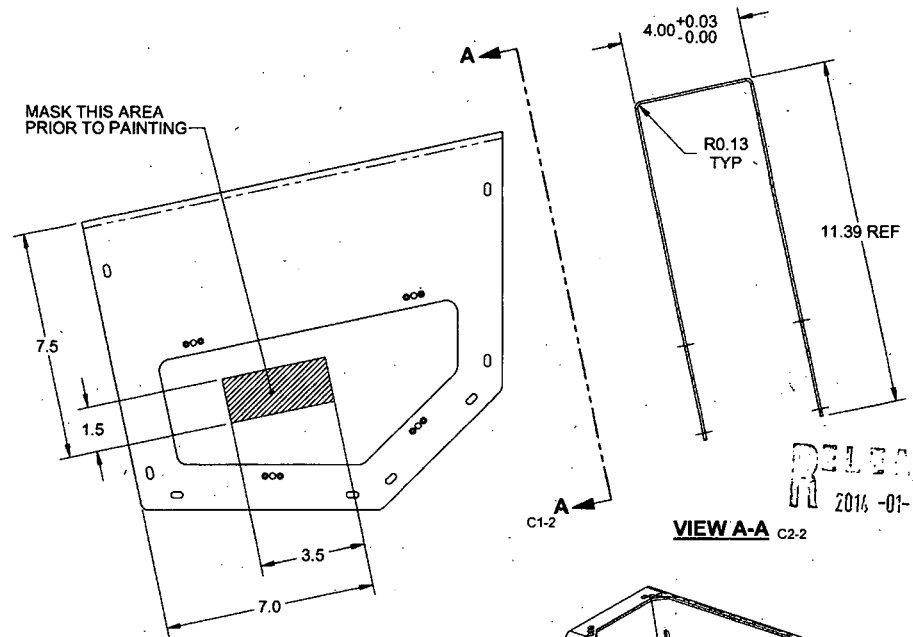 4.00 +0.03 -0.00
A
MASK THIS AREA
PRIOR TO PAINTING
R0.13
TYP
11.39 REF
7.5
1.5
A
C1-2
VIEW A-A C2-2
3.5
7.0